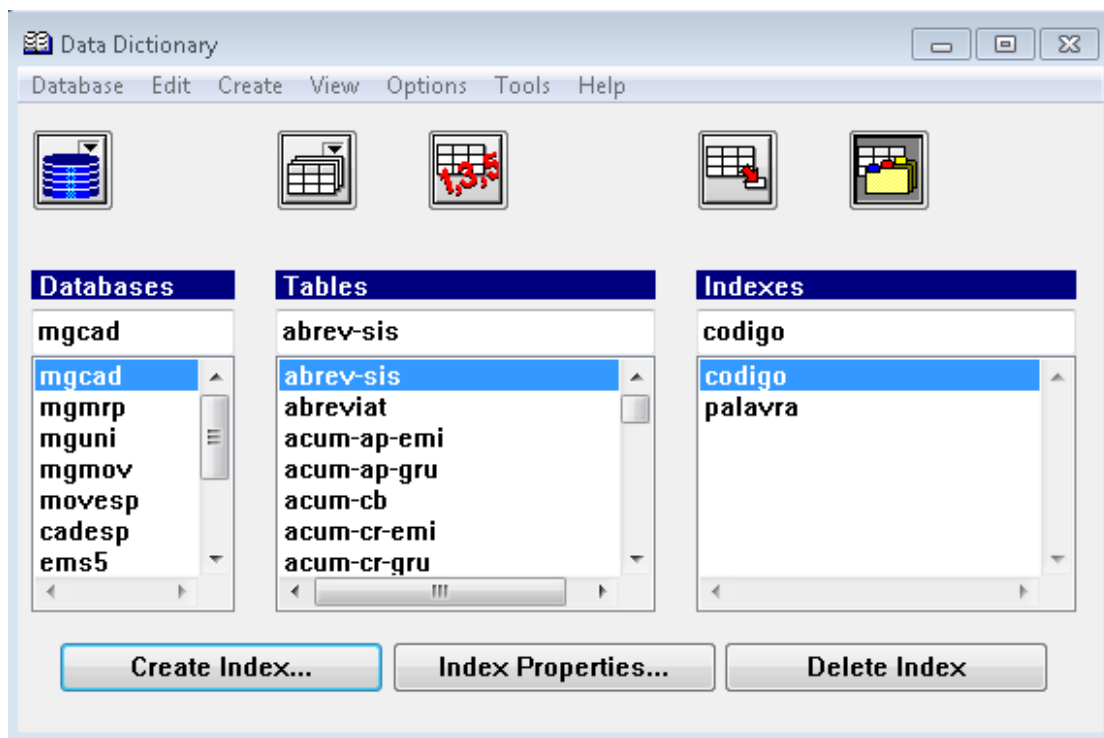 Data Dictionary
Database Edit Create View Options Tools Help
1,3,5
Databases Tables Indexes
mgcad abrev-sis codigo
mgcad abrev-sis codigo
mgmrp abreviat palavra
mguni acum-ap-emi
mgmov acum-ap-gru
movesp acum-cb
cadesp acum-cr-emi
ems5 acum-cr-gru
Create Index... Index Properties... Delete Index